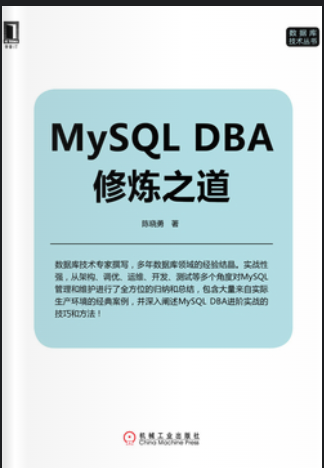 数据库
技术丛书
MySQL DBA
修炼之道
陈晓勇 著
数据库技术专家撰写，多年数据库领域的经验结晶。实战性
强，从架构、调优、运维、开发、测试等多个角度对MySQL
管理和维护进行了全方位的归纳和总结，包含大量来自实际
生产环境的经典案例，并深入阐述MySQL DBA进阶实战的
技巧和方法！
机械工业出版社
China Machine Press